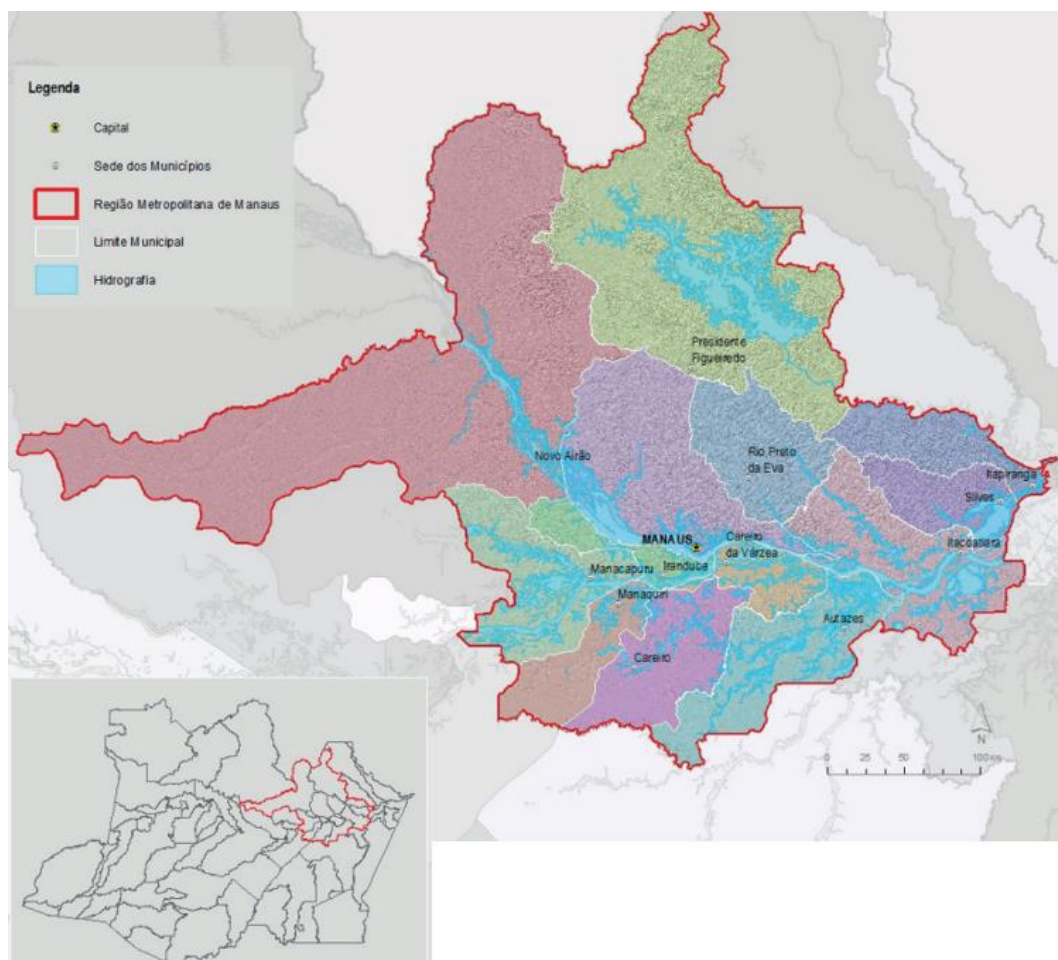 Legenda
Capital
Sede dos Municípios
Região Metropolitana de Manaus
Limite Municipal
Hidrografia
Presidente
Figueiredo
Novo Airão
Rio Preto
da Eva
Itapiranga
Silves
MANAUS
Careiro
da Várzea
Itacoatiara
Manacapuru
Iranduba
Manaquiri
Autazes
Careiro
N
0
25
50
100 Km